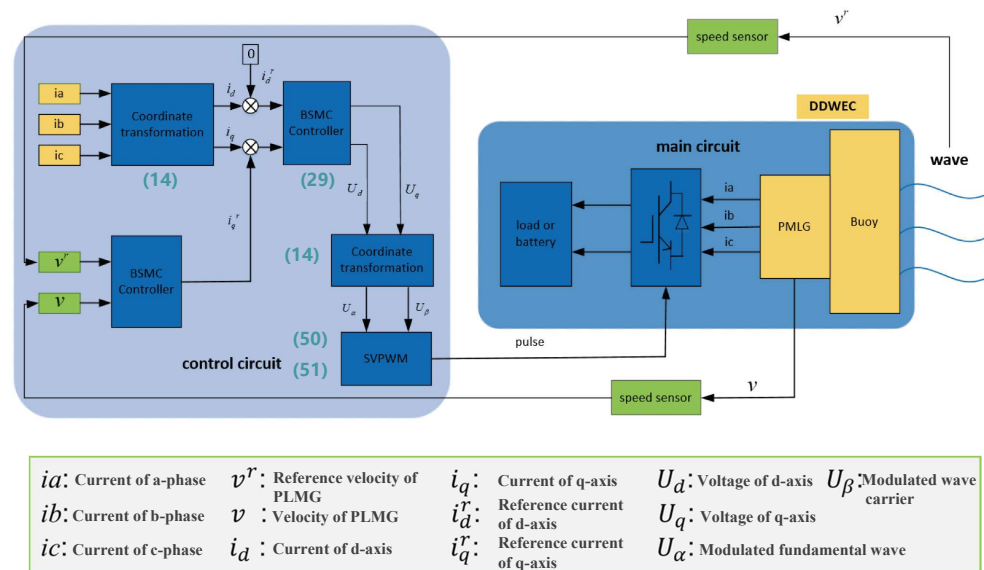 v^r
speed sensor
0
i_d^r
i_d
ia
ib
ic
Coordinate
transformation
BSMC
Controller
i_q
(14)
(29)
U_d
U_q
i_q^r
DDWEC
main circuit
wave
load or
battery
ia
ib
ic
PMLG
Buoy
v^r
v
BSMC
Controller
(14)
Coordinate
transformation
U_α
U_β
(50)
(51)
SVPWM
control circuit
pulse
speed sensor
v
ia: Current of a-phase
v^r: Reference velocity of
PLMG
i_q: Current of q-axis
U_d: Voltage of d-axis
U_β: Modulated wave
carrier
ib: Current of b-phase
v: Velocity of PLMG
i_d^r: Reference current
of d-axis
U_q: Voltage of q-axis
ic: Current of c-phase
i_d: Current of d-axis
i_q^r: Reference current
of q-axis
U_α: Modulated fundamental wave